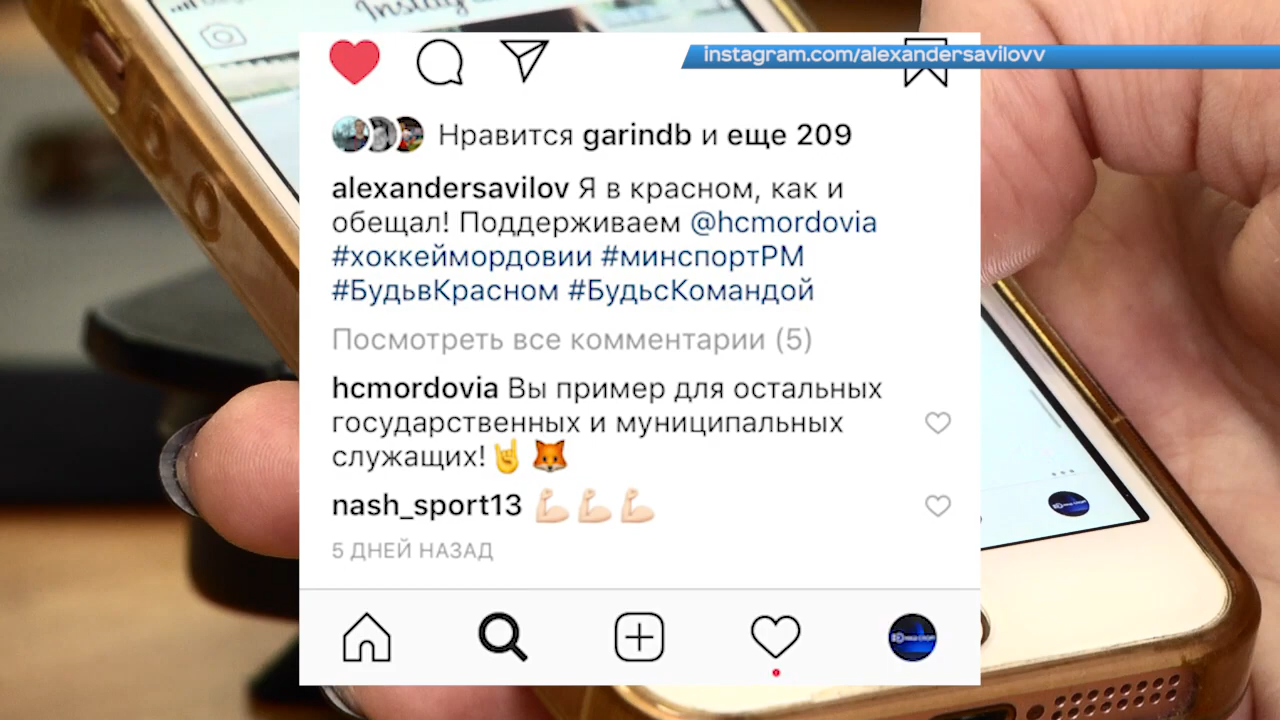 Instag
instagram.com/alexandersavilovv
Нравится garindb и еще 209
alexandersavilov Я в красном, как и
обещал! Поддерживаем @hcmordovia
#хоккеймордовии #минспортРМ
#БудьвКрасном #БудьсКомандой
Посмотреть все комментарии (5)
hcmordovia Вы пример для остальных
государственных и муниципальных
служащих!🤘 🦊
nash_sport13 💪🏻💪🏻💪🏻
5 ДНЕЙ НАЗАД